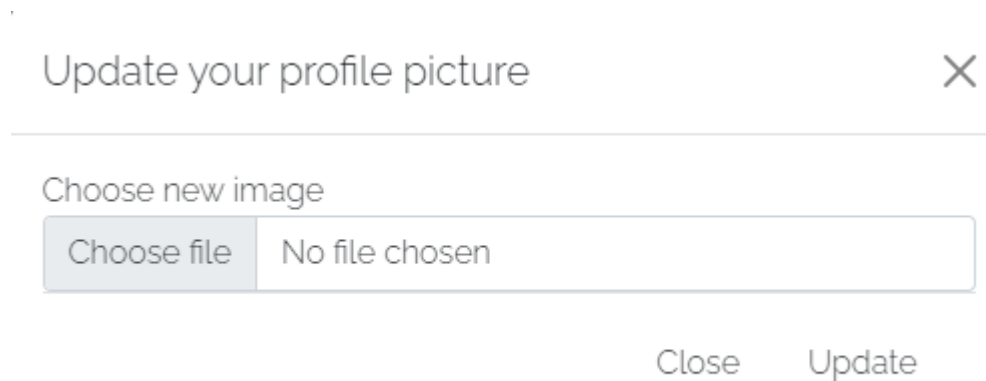 Update your profile picture
Choose new image
Choose file No file chosen
Close Update